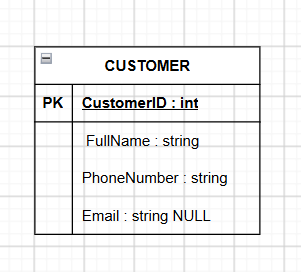 CUSTOMER
PK CustomerID : int
FullName : string
PhoneNumber : string
Email : string NULL